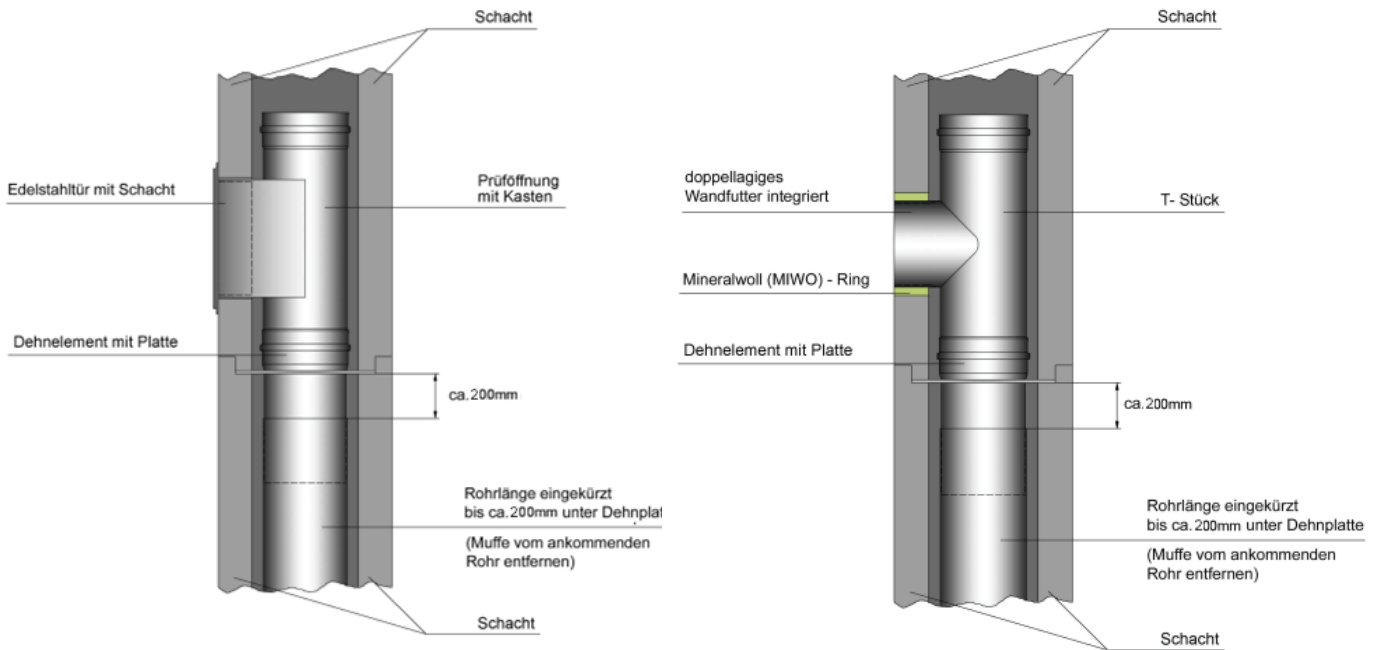 Schacht
Edelstahltür mit Schacht
Prüföffnung
mit Kasten
Dehnelement mit Platte
ca.200mm
Rohrlänge eingekürzt
bis ca.200mm unter Dehnplat
(Muffe vom ankommenden
Rohr entfernen)
Schacht
Schacht
doppellagiges
Wandfutter integriert
T- Stück
Mineralwoll (MIWO) - Ring
Dehnelement mit Platte
ca.200mm
Rohrlänge eingekürzt
bis ca.200mm unter Dehnplatte
(Muffe vom ankommenden
Rohr entfernen)
Schacht